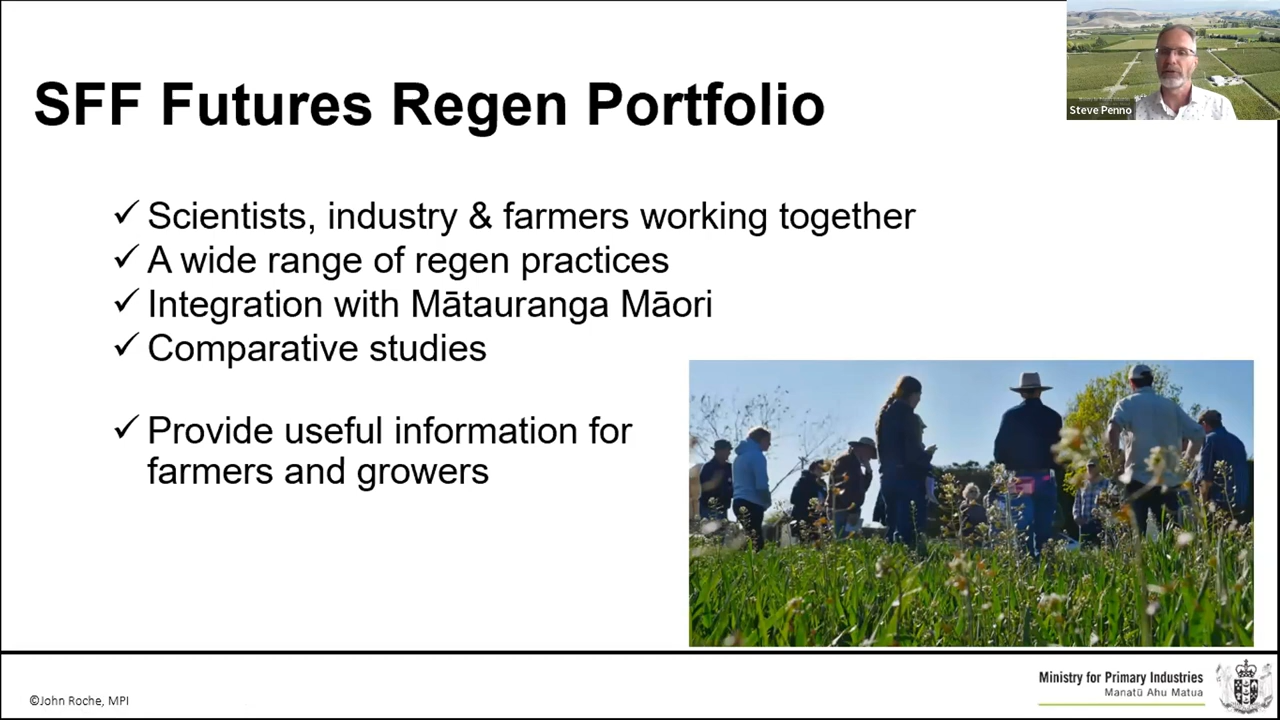 SFF Futures Regen Portfolio
Steve Penno
✓ Scientists, industry & farmers working together
✓ A wide range of regen practices
✓ Integration with Mātauranga Māori
✓ Comparative studies
✓ Provide useful information for
farmers and growers
©John Roche, MPI
Ministry for Primary Industries
Manatū Ahu Matua